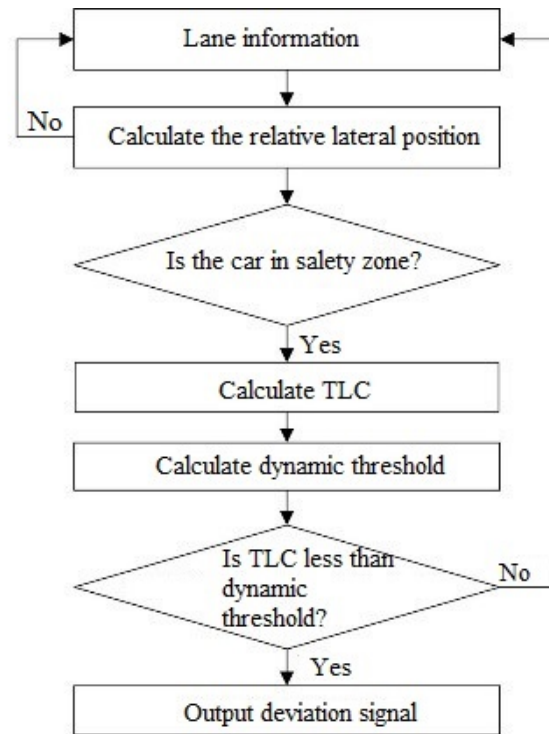 Lane information
No
Calculate the relative lateral position
Is the car in salety zone?
Yes
Calculate TLC
Calculate dynamic threshold
Is TLC less than
dynamic
threshold?
No
Yes
Output deviation signal